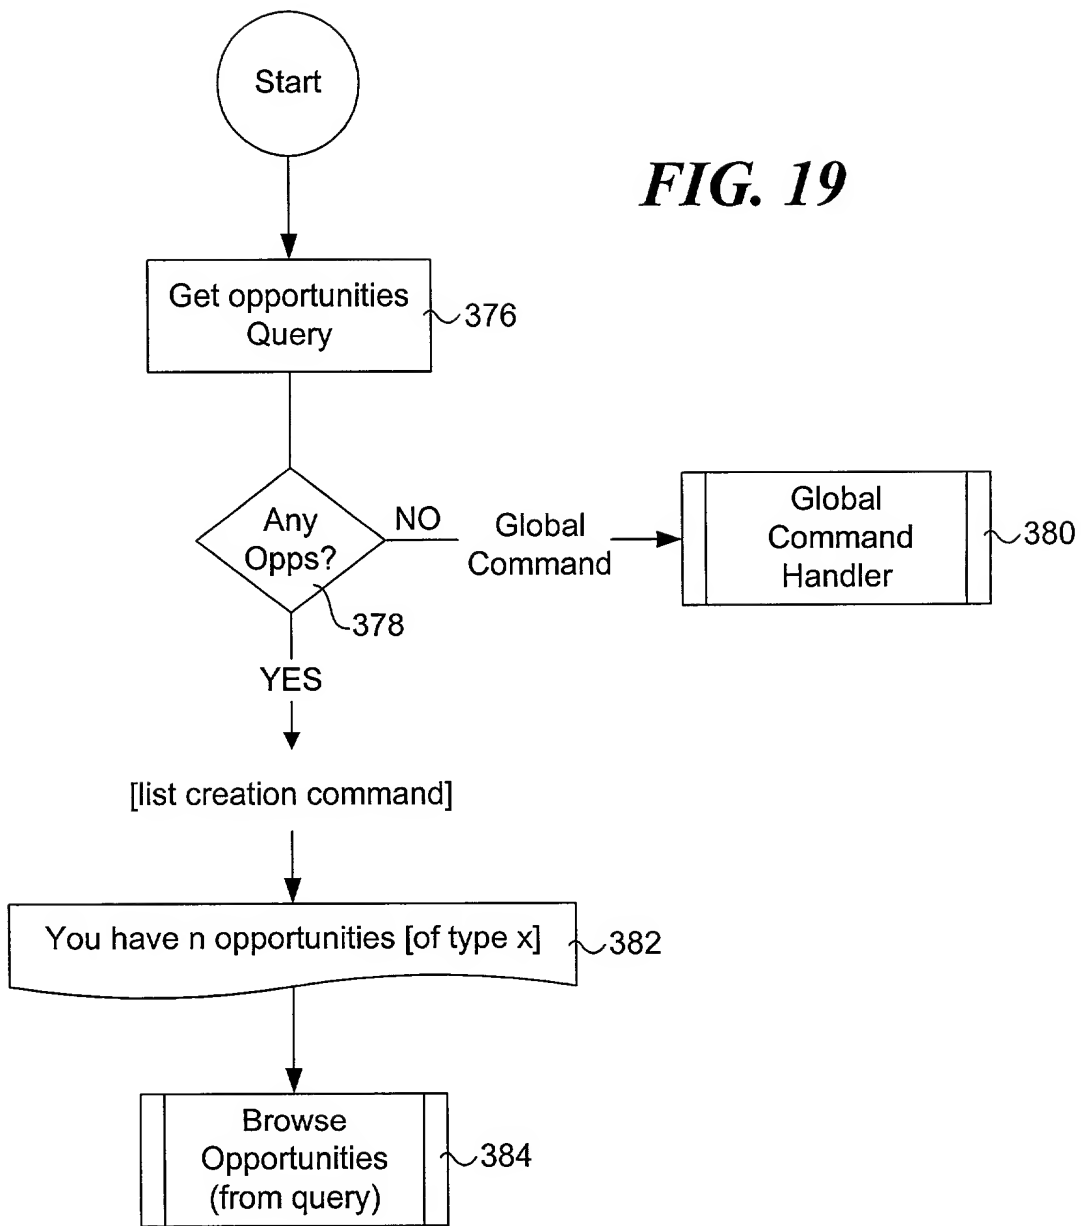 Start
FIG. 19
Get opportunities
Query
376
Any
Opps?
NO
Global
Command
Global
Command
Handler
380
378
YES
[list creation command]
You have n opportunities [of type x]
382
Browse
Opportunities
(from query)
384